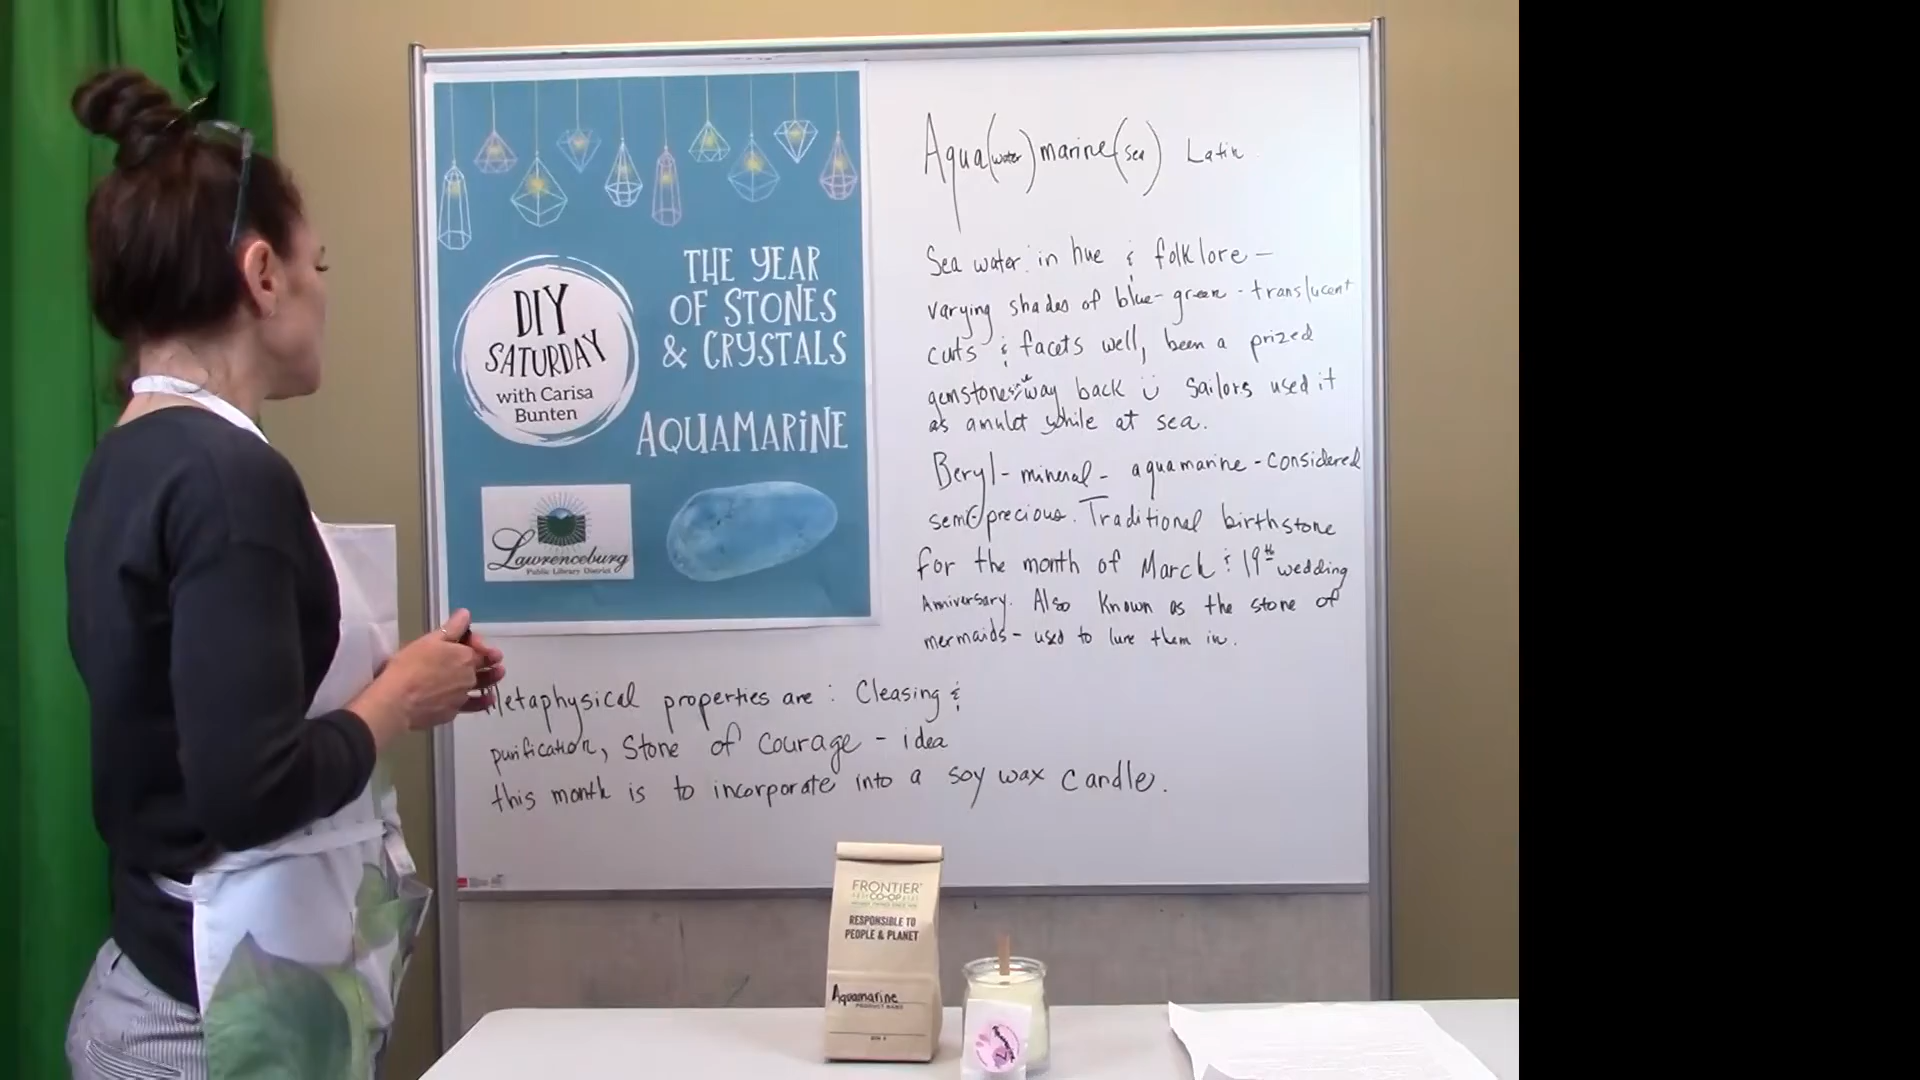 THE YEAR
OF STONES
& CRYSTALS
DIY
SATURDAY
with Carisa
Bunten
AQUAMARINE
Lawrenceburg
Public Library District
Aqua(water) marine(sea) Latin
Sea water: in hue & folklore -
varying shades of blue-green - translucent
cuts & facets well, been a prized
gemstone way back Sailors used it
as amulet while at sea.
Beryl - mineral - aquamarine - considered
semi-precious. Traditional birthstone
for the month of March & 19th wedding
Anniversary. Also known as the stone of
mermaids - used to lure them in.
Metaphysical properties are: Cleasing &
purification, Stone of Courage - idea
this month is to incorporate into a soy wax candle.
FRONTIER
CO-OP
RESPONSIBLE TO
PEOPLE & PLANET
Aquamarine
PRODUCT NAME